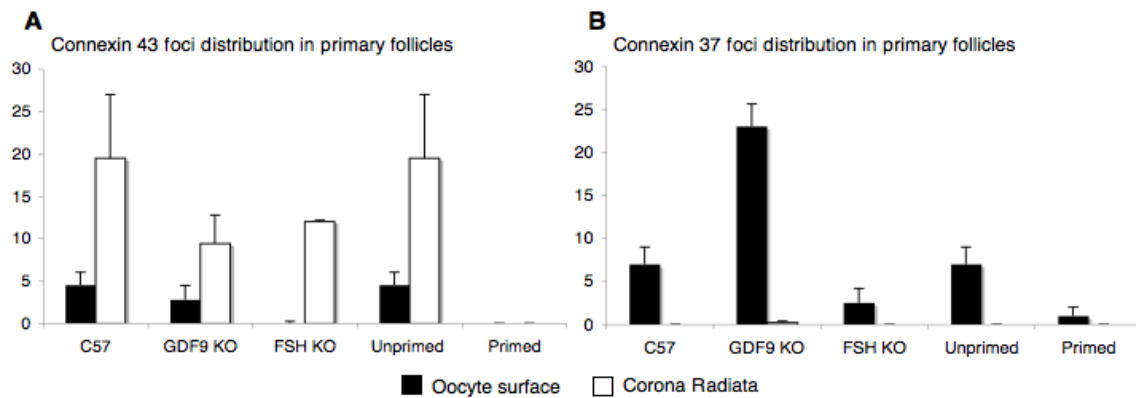 A
Connexin 43 foci distribution in primary follicles
30
25
20
15
10
5
0
C57 GDF9 KO FSH KO Unprimed Primed
B
Connexin 37 foci distribution in primary follicles
30
25
20
15
10
5
0
C57 GDF9 KO FSH KO Unprimed Primed
Oocyte surface Corona Radiata